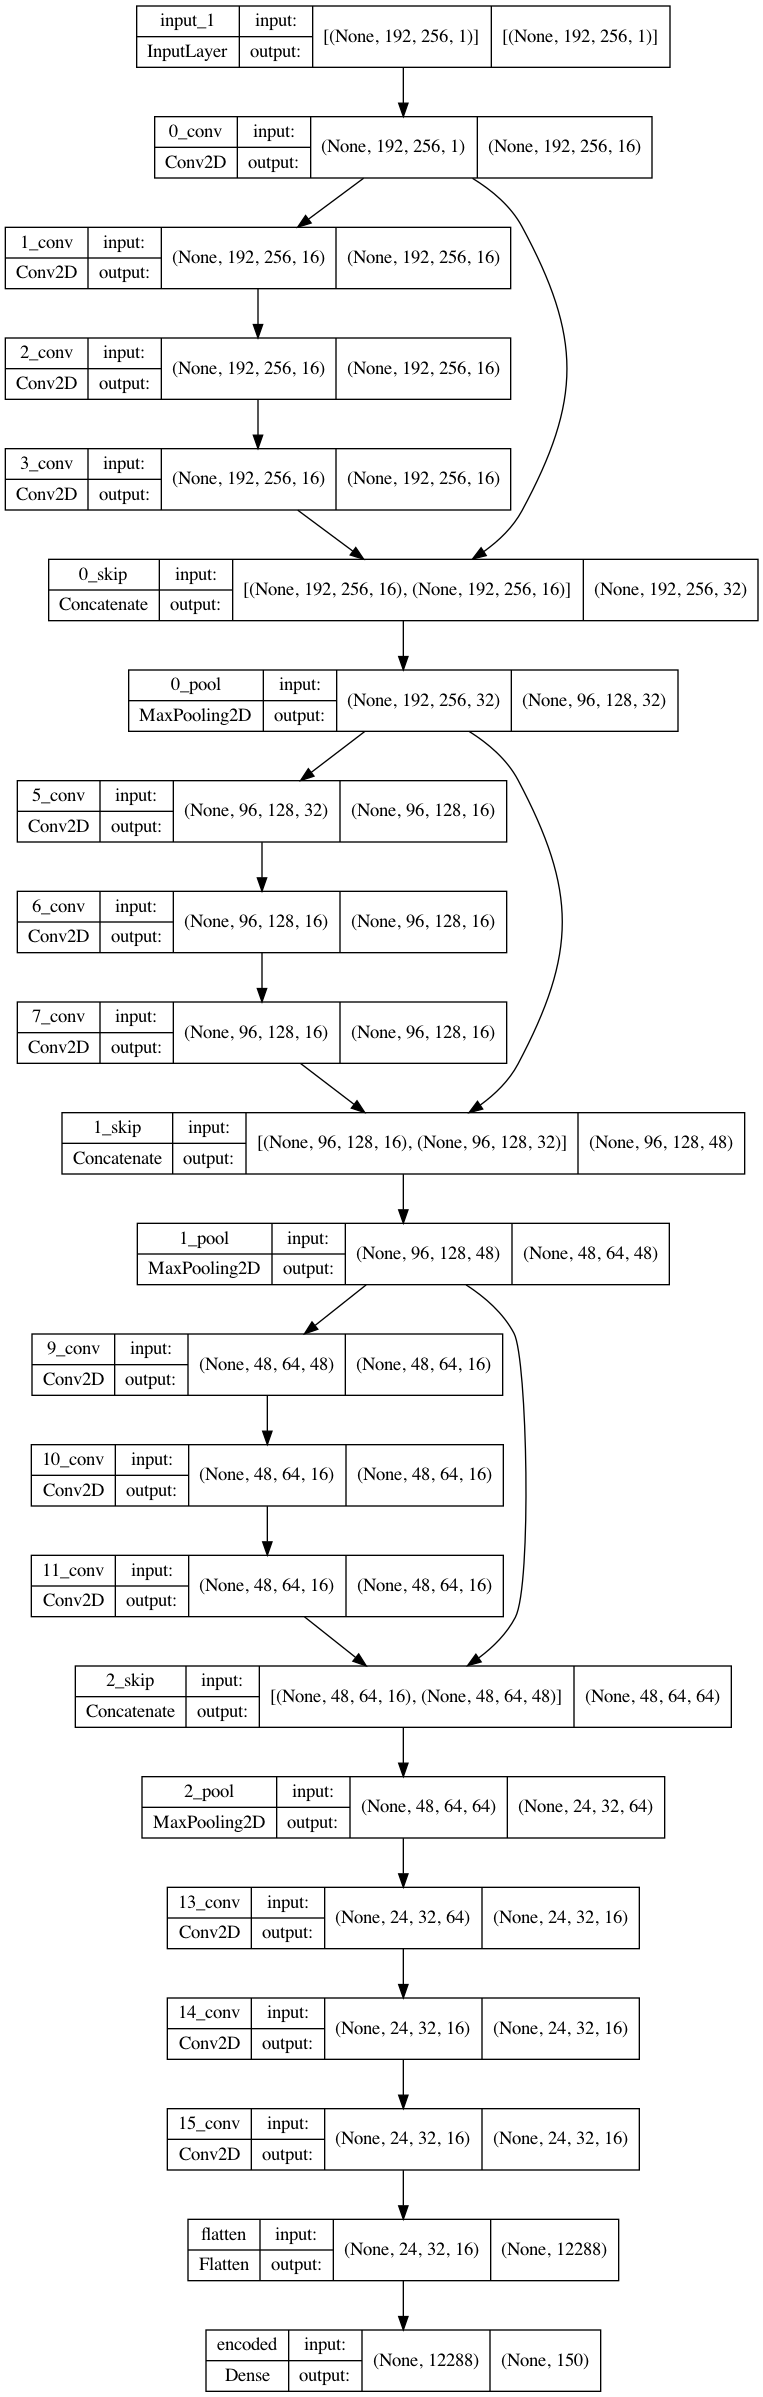 input_1 input: [(None, 192, 256, 1)] [(None, 192, 256, 1)]
InputLayer output:
0_conv input: (None, 192, 256, 1) (None, 192, 256, 16)
Conv2D output:
1_conv input: (None, 192, 256, 16) (None, 192, 256, 16)
Conv2D output:
2_conv input: (None, 192, 256, 16) (None, 192, 256, 16)
Conv2D output:
3_conv input: (None, 192, 256, 16) (None, 192, 256, 16)
Conv2D output:
0_skip input: [(None, 192, 256, 16), (None, 192, 256, 16)] (None, 192, 256, 32)
Concatenate output:
0_pool input: (None, 192, 256, 32) (None, 96, 128, 32)
MaxPooling2D output:
5_conv input: (None, 96, 128, 32) (None, 96, 128, 16)
Conv2D output:
6_conv input: (None, 96, 128, 16) (None, 96, 128, 16)
Conv2D output:
7_conv input: (None, 96, 128, 16) (None, 96, 128, 16)
Conv2D output:
1_skip input: [(None, 96, 128, 16), (None, 96, 128, 32)] (None, 96, 128, 48)
Concatenate output:
1_pool input: (None, 96, 128, 48) (None, 48, 64, 48)
MaxPooling2D output:
9_conv input: (None, 48, 64, 48) (None, 48, 64, 16)
Conv2D output:
10_conv input: (None, 48, 64, 16) (None, 48, 64, 16)
Conv2D output:
11_conv input: (None, 48, 64, 16) (None, 48, 64, 16)
Conv2D output:
2_skip input: [(None, 48, 64, 16), (None, 48, 64, 48)] (None, 48, 64, 64)
Concatenate output:
2_pool input: (None, 48, 64, 64) (None, 24, 32, 64)
MaxPooling2D output:
13_conv input: (None, 24, 32, 64) (None, 24, 32, 16)
Conv2D output:
14_conv input: (None, 24, 32, 16) (None, 24, 32, 16)
Conv2D output:
15_conv input: (None, 24, 32, 16) (None, 24, 32, 16)
Conv2D output:
flatten input: (None, 24, 32, 16) (None, 12288)
Flatten output:
encoded input: (None, 12288) (None, 150)
Dense output: